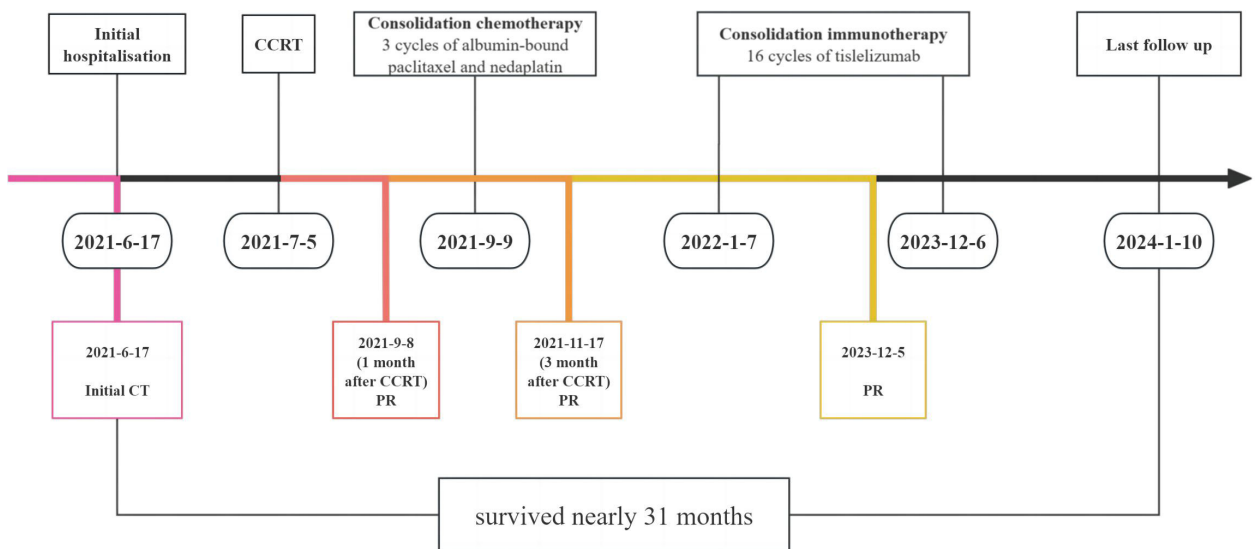 Initial
hospitalisation
CCRT
Consolidation chemotherapy
3 cycles of albumin-bound
paclitaxel and nedaplatin
Consolidation immunotherapy
16 cycles of tislelizumab
Last follow up
2021-6-17
2021-7-5
2021-9-9
2022-1-7
2023-12-6
2024-1-10
2021-6-17
Initial CT
2021-9-8
(1 month
after CCRT)
PR
2021-11-17
(3 month
after CCRT)
PR
2023-12-5
PR
survived nearly 31 months